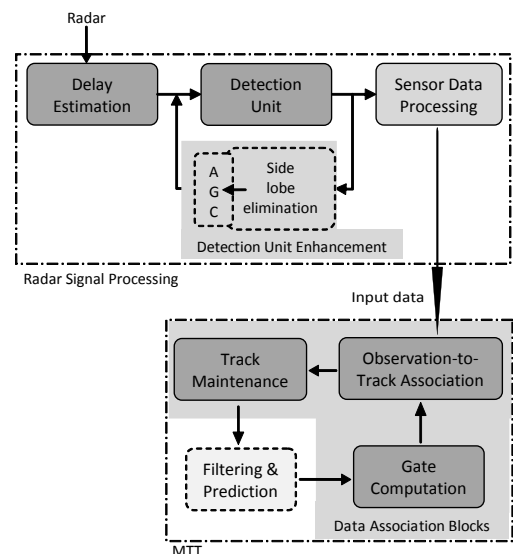 Radar
Delay
Estimation
Detection
Unit
Sensor Data
Processing
A
G
C
Side
lobe
elimination
Detection Unit Enhancement
Radar Signal Processing
Input data
Track
Maintenance
Observation-to-
Track Association
Filtering &
Prediction
Gate
Computation
Data Association Blocks
MTT